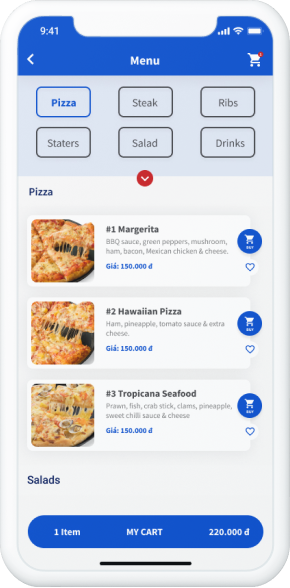 9:41
Menu
Pizza Steak Ribs
Staters Salad Drinks
Pizza
#1 Margerita
BBQ sauce, green peppers, mushroom,
ham, bacon, Mexican chicken & cheese.
Giá: 150.000 đ
BUY
#2 Hawaiian Pizza
Ham, pineapple, tomato sauce & extra
cheese.
Giá: 150.000 đ
BUY
#3 Tropicana Seafood
Prawn, fish, crab stick, clams, pineapple,
sweet chilli sauce & cheese
Giá: 150.000 đ
BUY
Salads
1 Item MY CART 220.000 đ